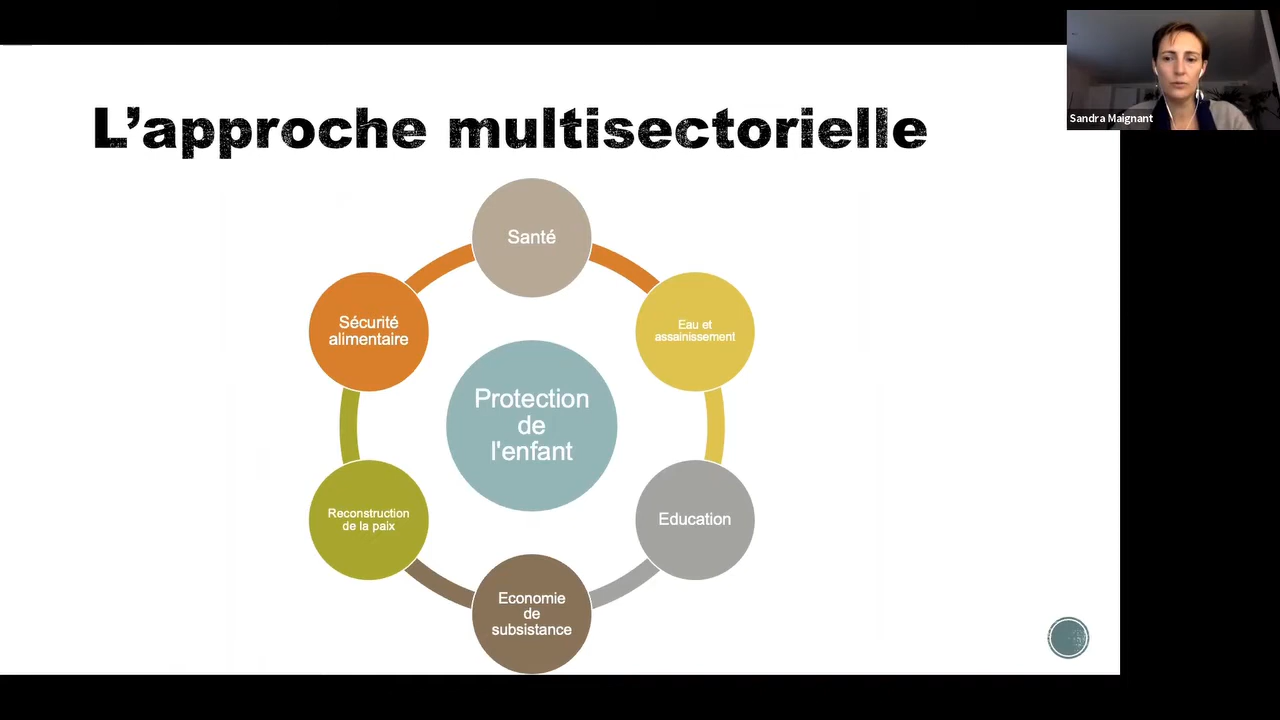 L'approche multisectorielle
Sandra Maignant
Santé
Sécurité
alimentaire
Eau et
assainissement
Protection
de
l'enfant
Reconstruction
de la paix
Education
Economie
de
subsistance